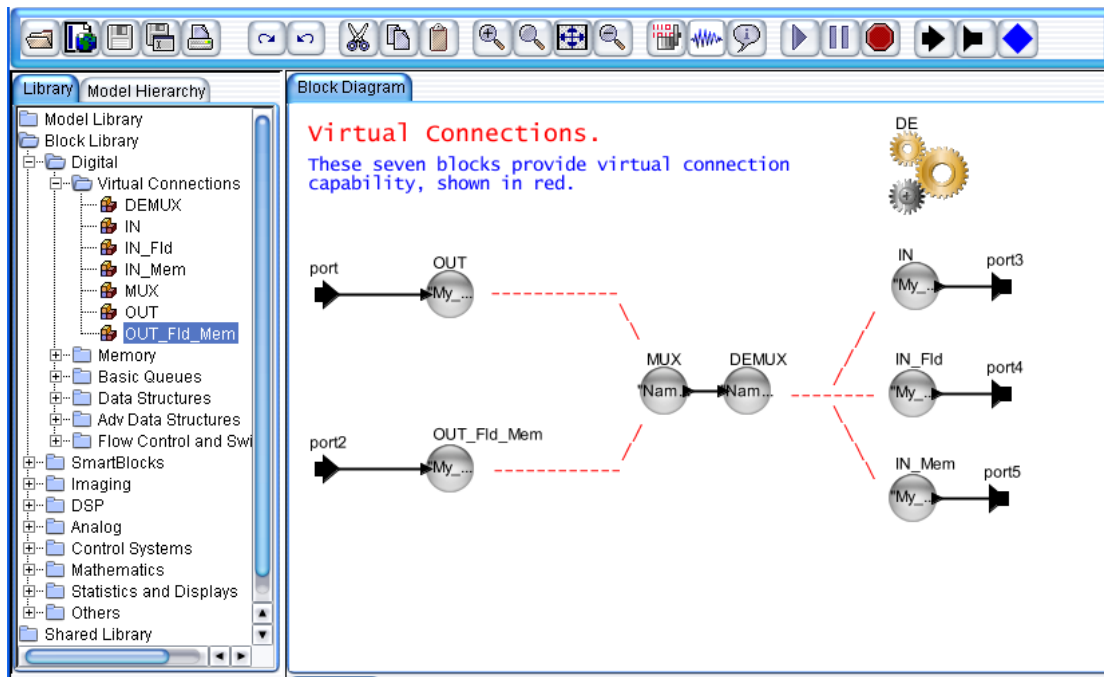 Library
Model Hierarchy
Model Library
Block Library
Digital
Virtual Connections
DEMUX
IN
IN_Fld
IN_Mem
MUX
OUT
OUT_Fld_Mem
Memory
Basic Queues
Data Structures
Adv Data Structures
Flow Control and Swi
SmartBlocks
Imaging
DSP
Analog
Control Systems
Mathematics
Statistics and Displays
Others
Shared Library
Block Diagram
Virtual Connections.
These seven blocks provide virtual connection
capability, shown in red.
DE
port
OUT
"My_...
IN
"My_...
port3
MUX
"Nam...
DEMUX
"Nam...
IN_Fld
"My_...
port4
port2
OUT_Fld_Mem
"My_...
IN_Mem
"My_...
port5